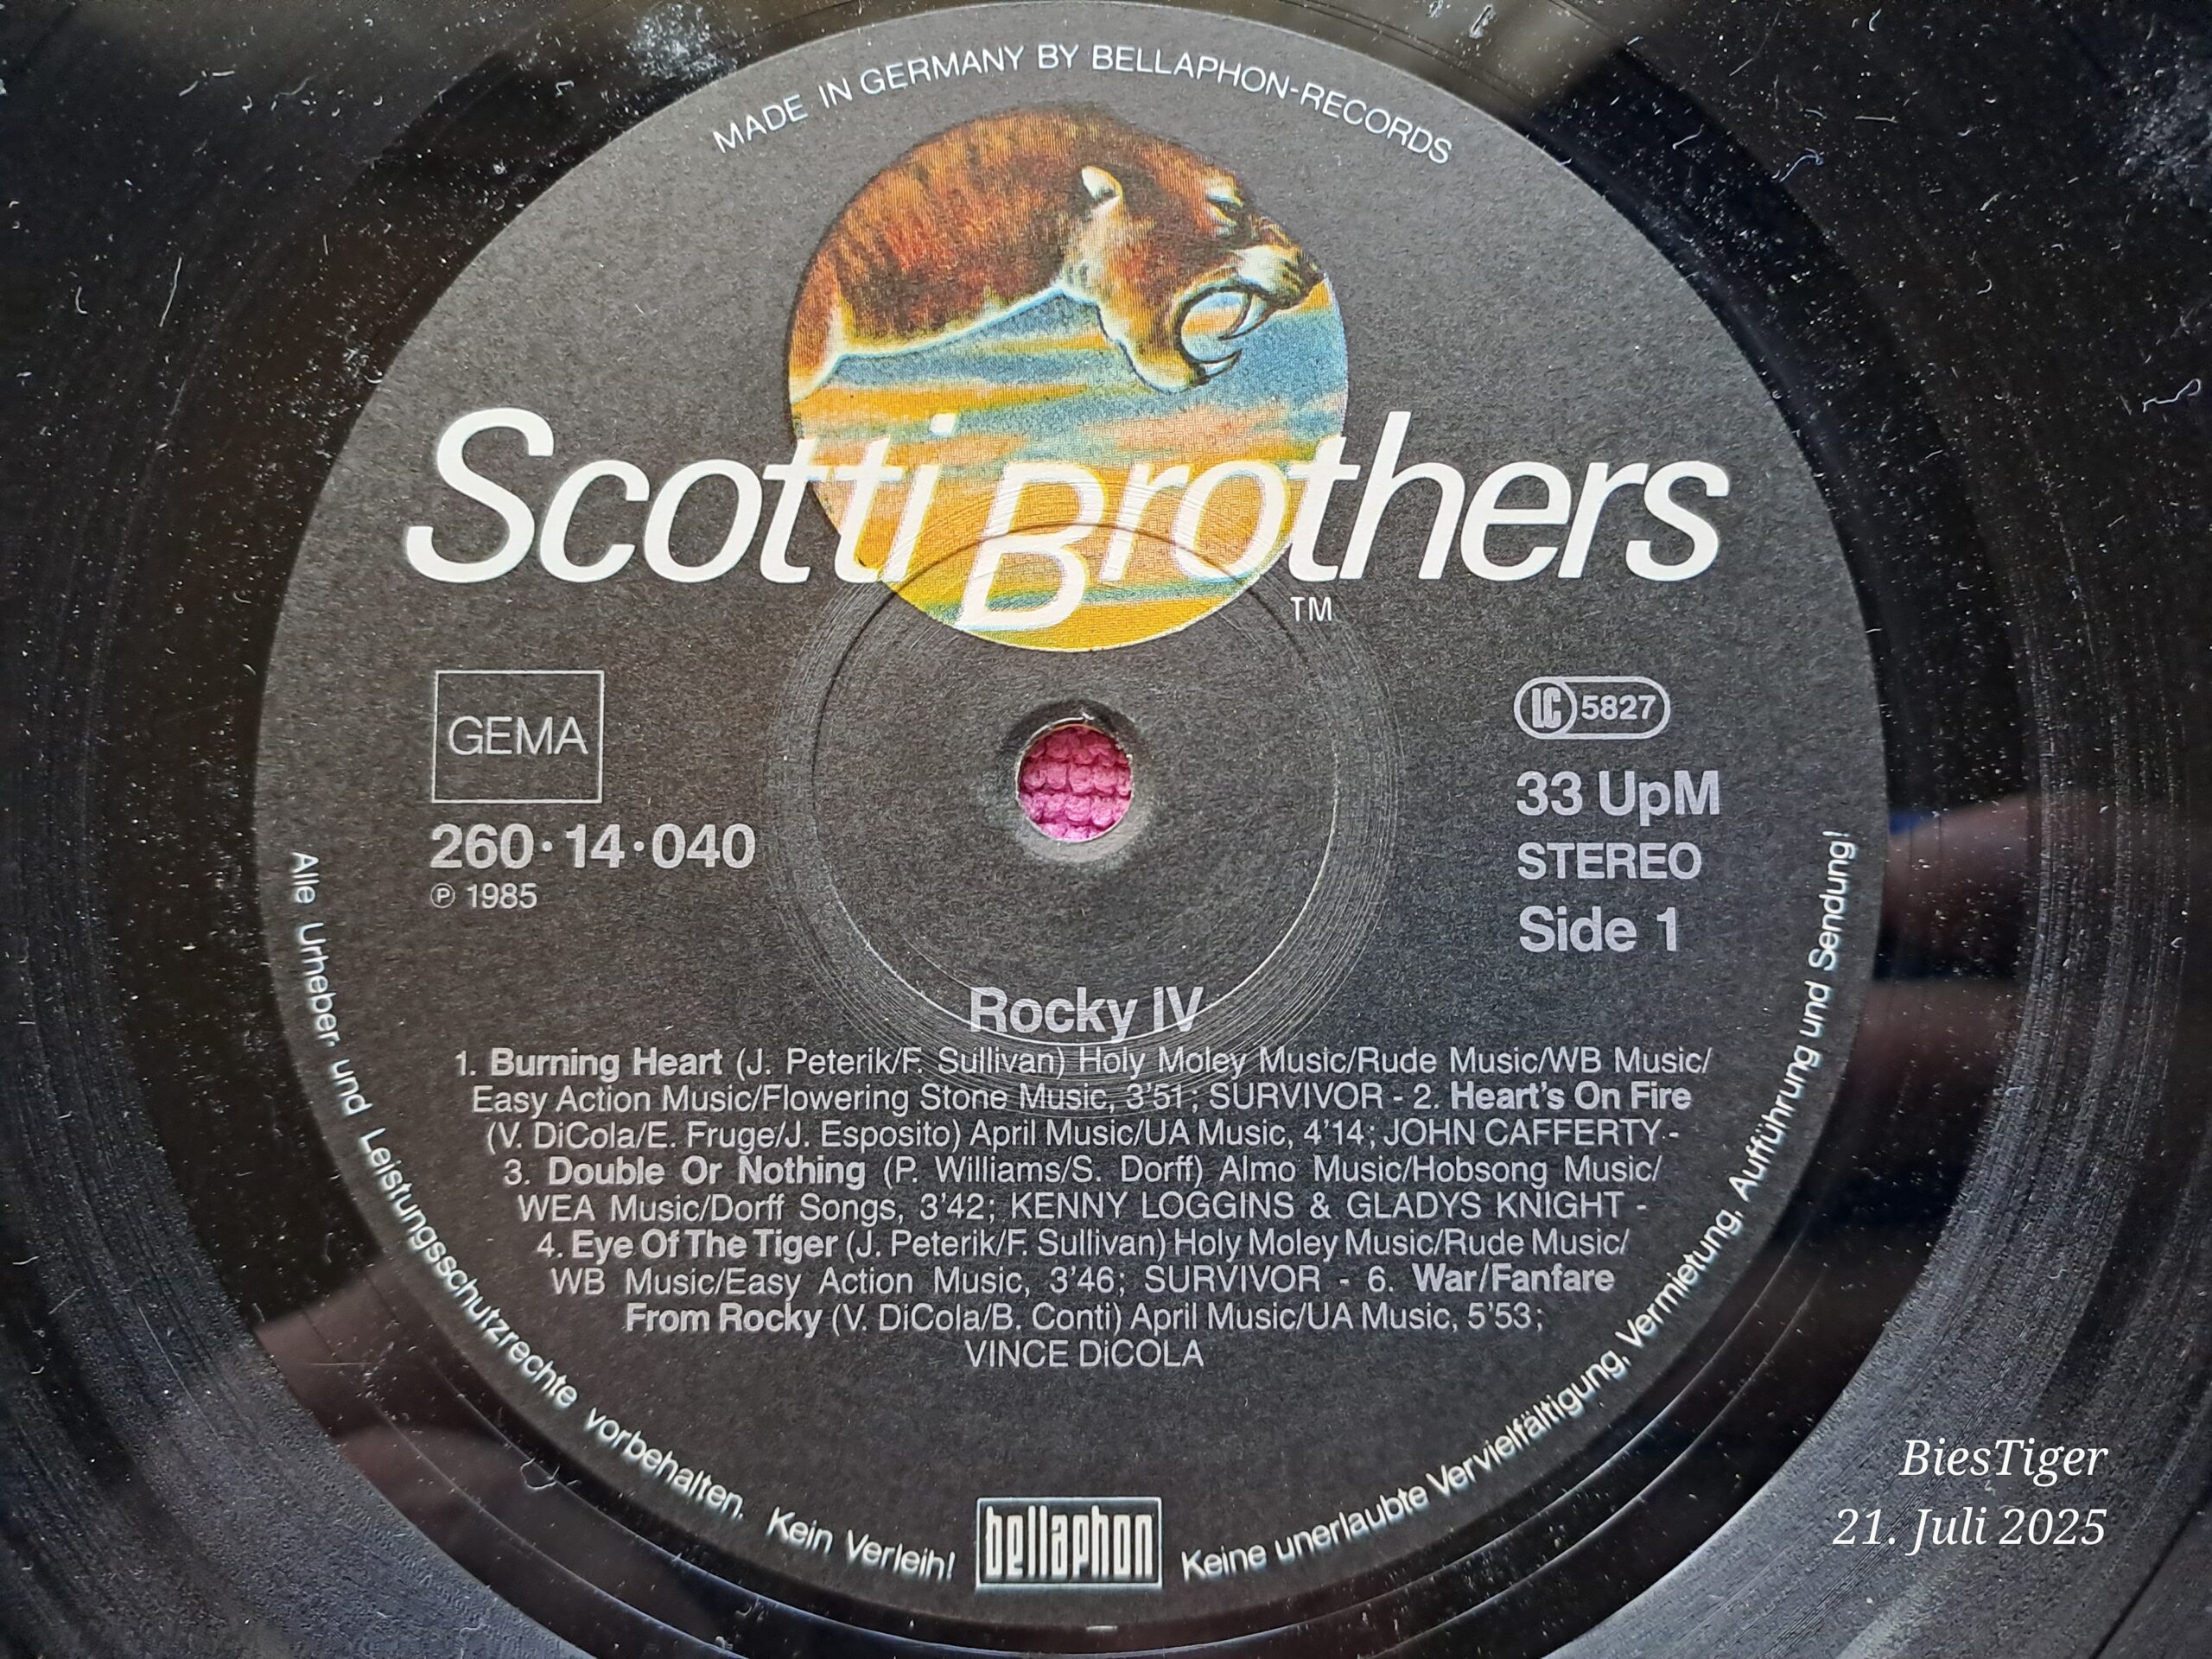 MADE IN GERMANY BY BELLAPHON-RECORDS
Scotti Brothers
TM
GEMA
LC 5827
260·14·040
℗ 1985
33 UpM
STEREO
Side 1
Rocky IV
1. Burning Heart (J. Peterik/F. Sullivan) Holy Moley Music/Rude Music/WB Music/
Easy Action Music/Flowering Stone Music, 3'51; SURVIVOR - 2. Heart's On Fire
(V. DiCola/E. Fruge/J. Esposito) April Music/UA Music, 4'14; JOHN CAFFERTY -
3. Double Or Nothing (P. Williams/S. Dorff) Almo Music/Hobsong Music/
WEA Music/Dorff Songs, 3'42; KENNY LOGGINS & GLADYS KNIGHT -
4. Eye Of The Tiger (J. Peterik/F. Sullivan) Holy Moley Music/Rude Music/
WB Music/Easy Action Music, 3'46; SURVIVOR - 6. War/Fanfare
From Rocky (V. DiCola/B. Conti) April Music/UA Music, 5'53;
VINCE DiCOLA
Alle Urheber und Leistungsschutzrechte vorbehalten. Kein Verleih!
bellaphon
Keine unerlaubte Vervielfältigung, Vermietung, Aufführung und Sendung!
BiesTiger
21. Juli 2025